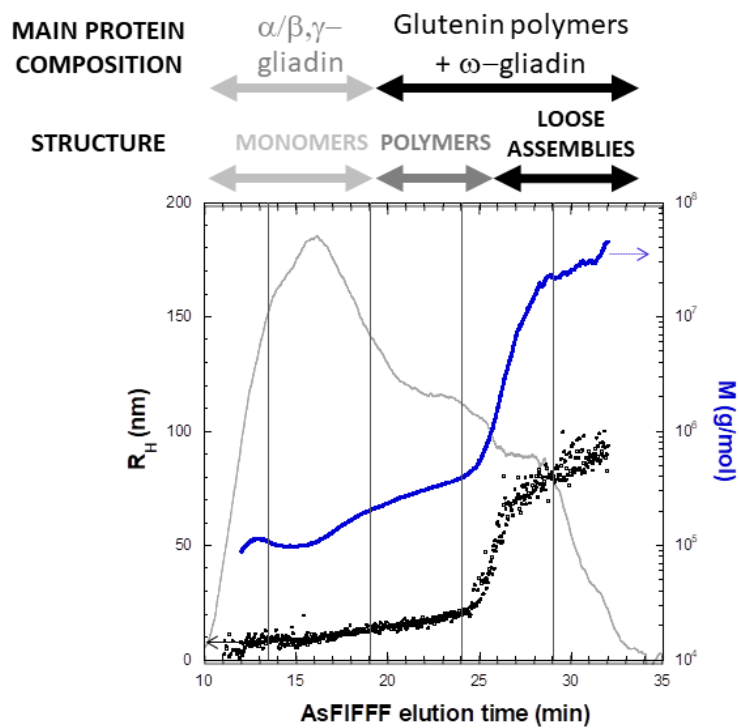 MAIN PROTEIN COMPOSITION
α/β,γ–gliadin
Glutenin polymers + ω–gliadin
STRUCTURE
MONOMERS
POLYMERS
LOOSE ASSEMBLIES
200
150
100
50
0
R_H (nm)
10^8
10^7
10^6
10^5
10^4
M (g/mol)
10 15 20 25 30 35
AsFlFFF elution time (min)